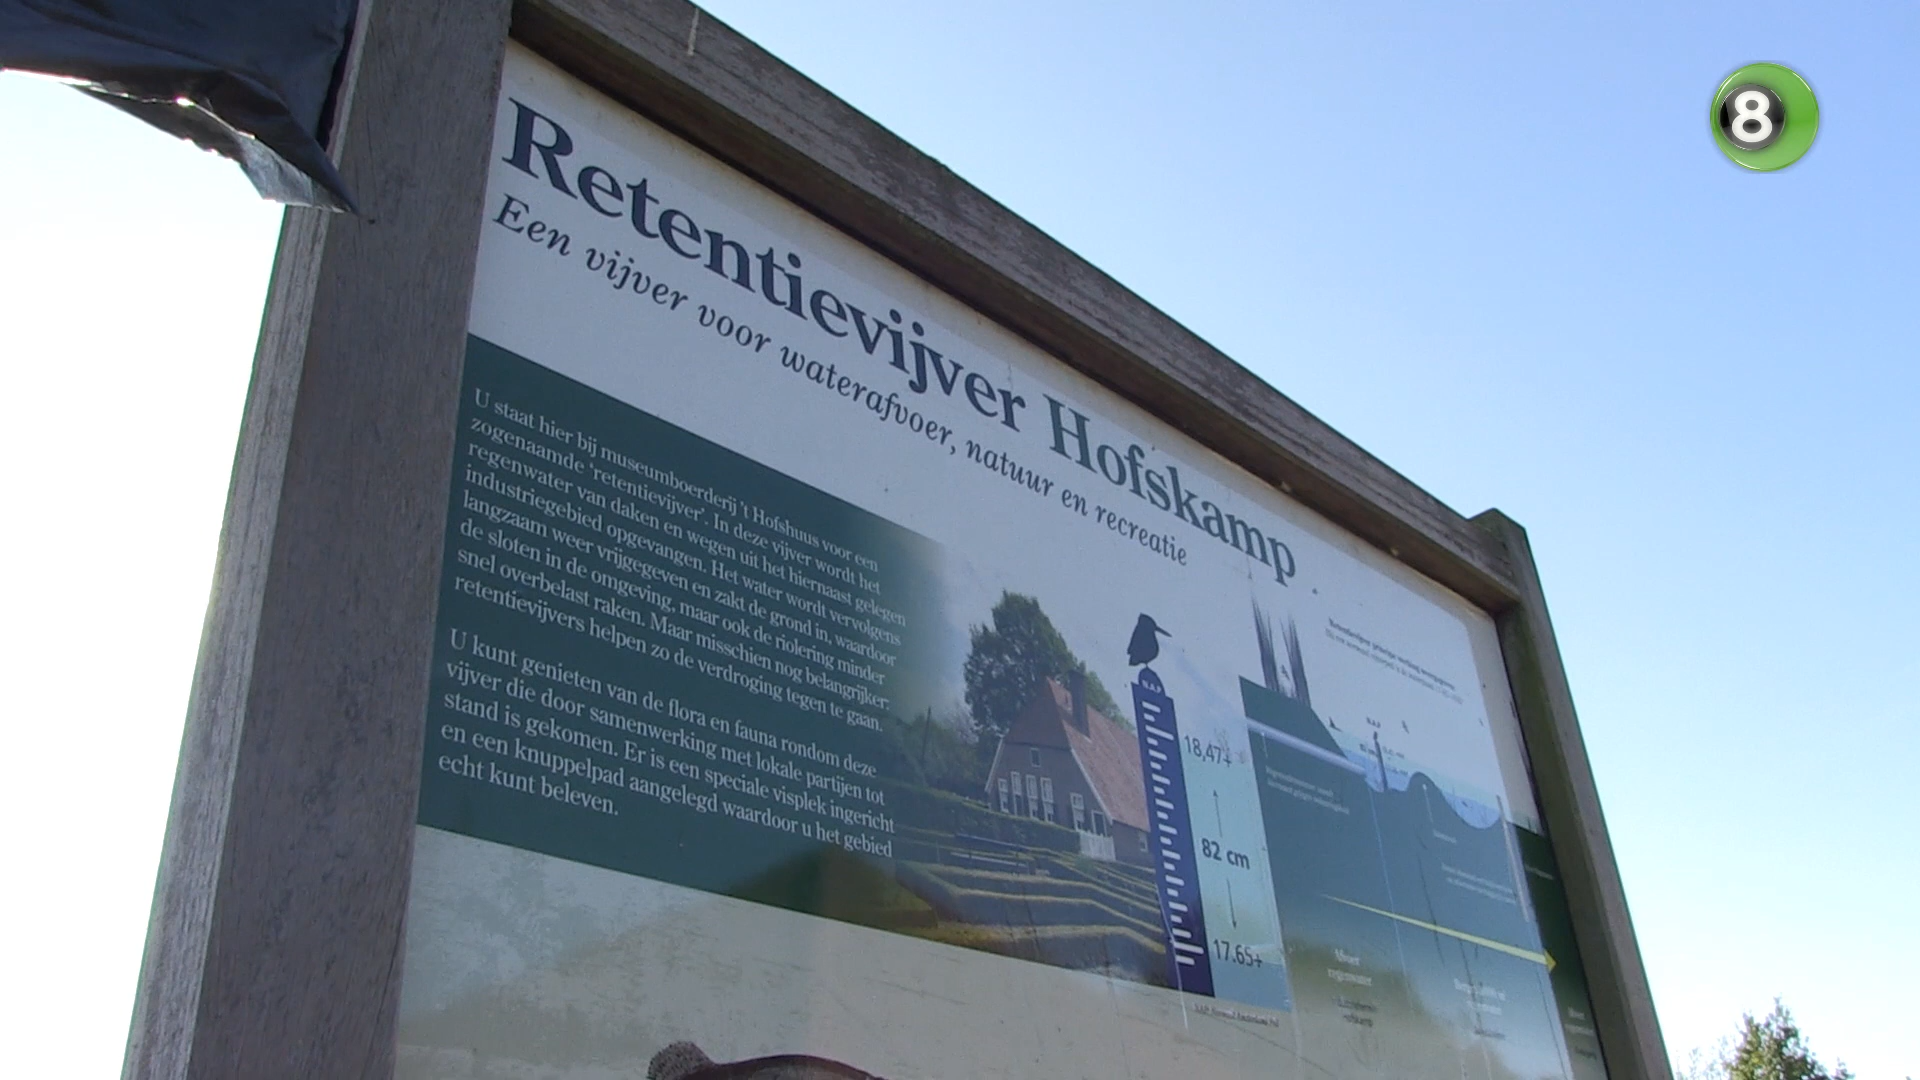 8
Retentievijver Hofskamp
Een vijver voor waterafvoer, natuur en recreatie
U staat hier bij museumboerderij 't Hofshuus voor een
zogenaamde 'retentievijver'. In deze vijver wordt het
regenwater van daken en wegen uit het hiernaast gelegen
industriegebied opgevangen. Het water wordt vervolgens
langzaam weer vrijgegeven en zakt de grond in, waardoor
de sloten in de omgeving, maar ook de riolering minder
snel overbelast raken. Maar misschien nog belangrijker:
retentievijvers helpen zo de verdroging tegen te gaan.
U kunt genieten van de flora en fauna rondom deze
vijver die door samenwerking met lokale partijen tot
stand is gekomen. Er is een speciale visplek ingericht
en een knuppelpad aangelegd waardoor u het gebied
echt kunt beleven.
N.A.P
18,47+
82 cm
17.65+
N.A.P.
Afvoer
regenwater